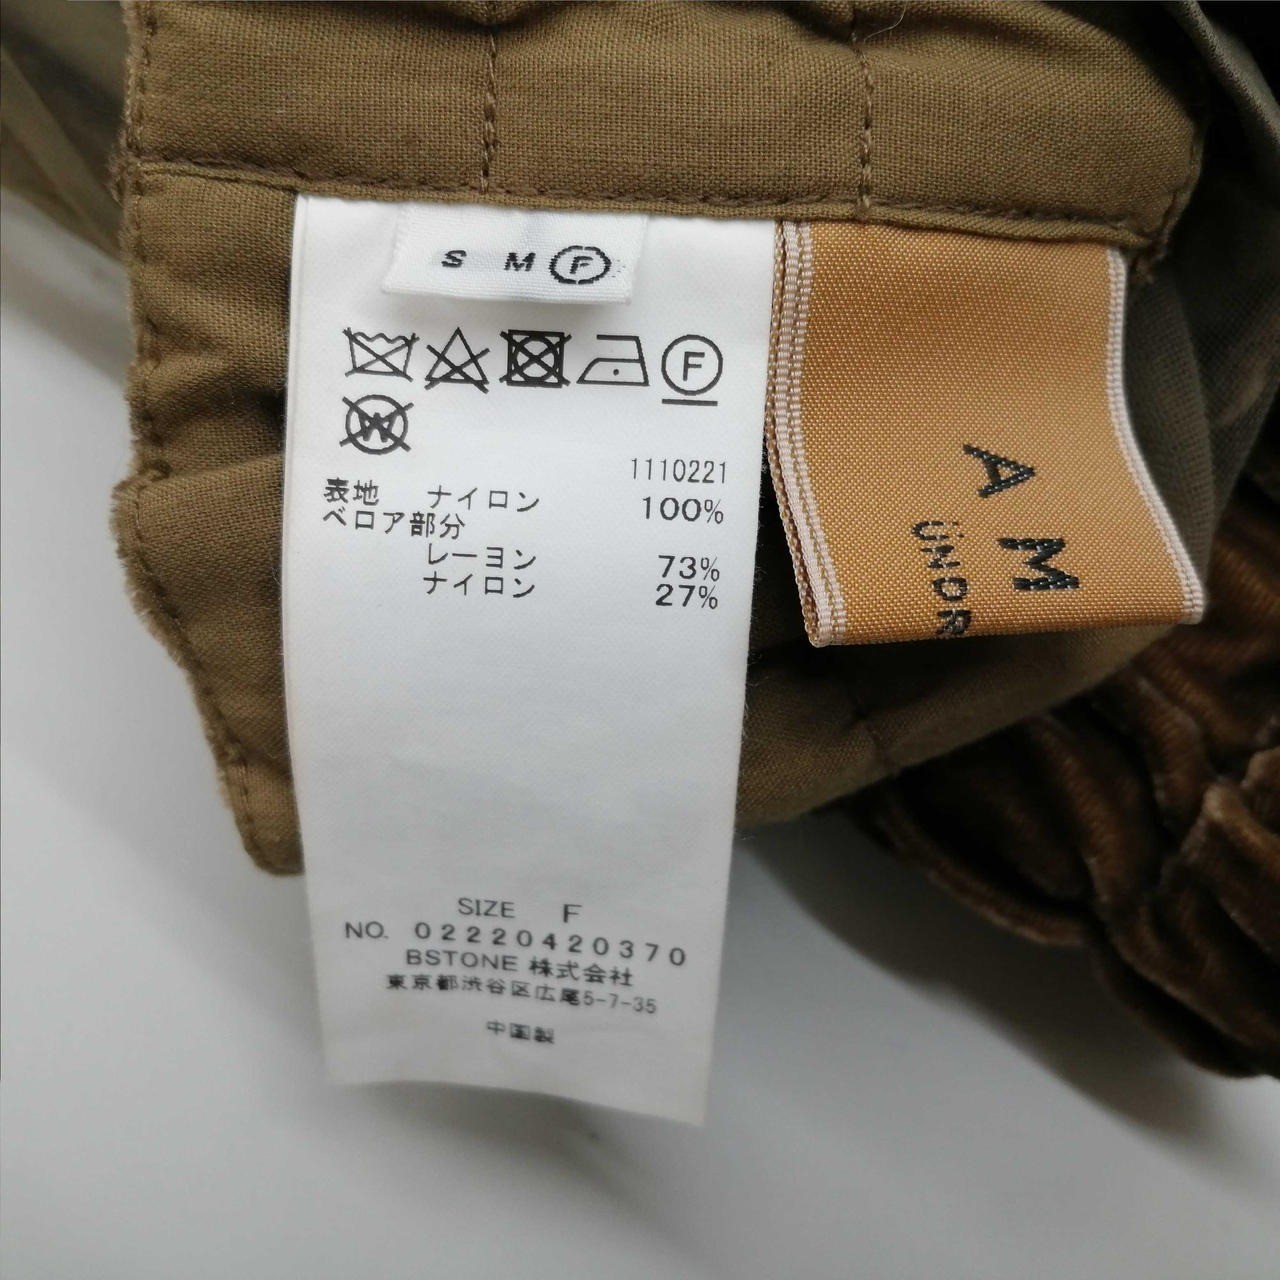 S M F
F
W
1110221
表地 ナイロン 100%
ベロア部分
レーヨン 73%
ナイロン 27%
SIZE F
NO. 02220420370
BSTONE 株式会社
東京都渋谷区広尾5-7-35
中国製
AM
UNDR